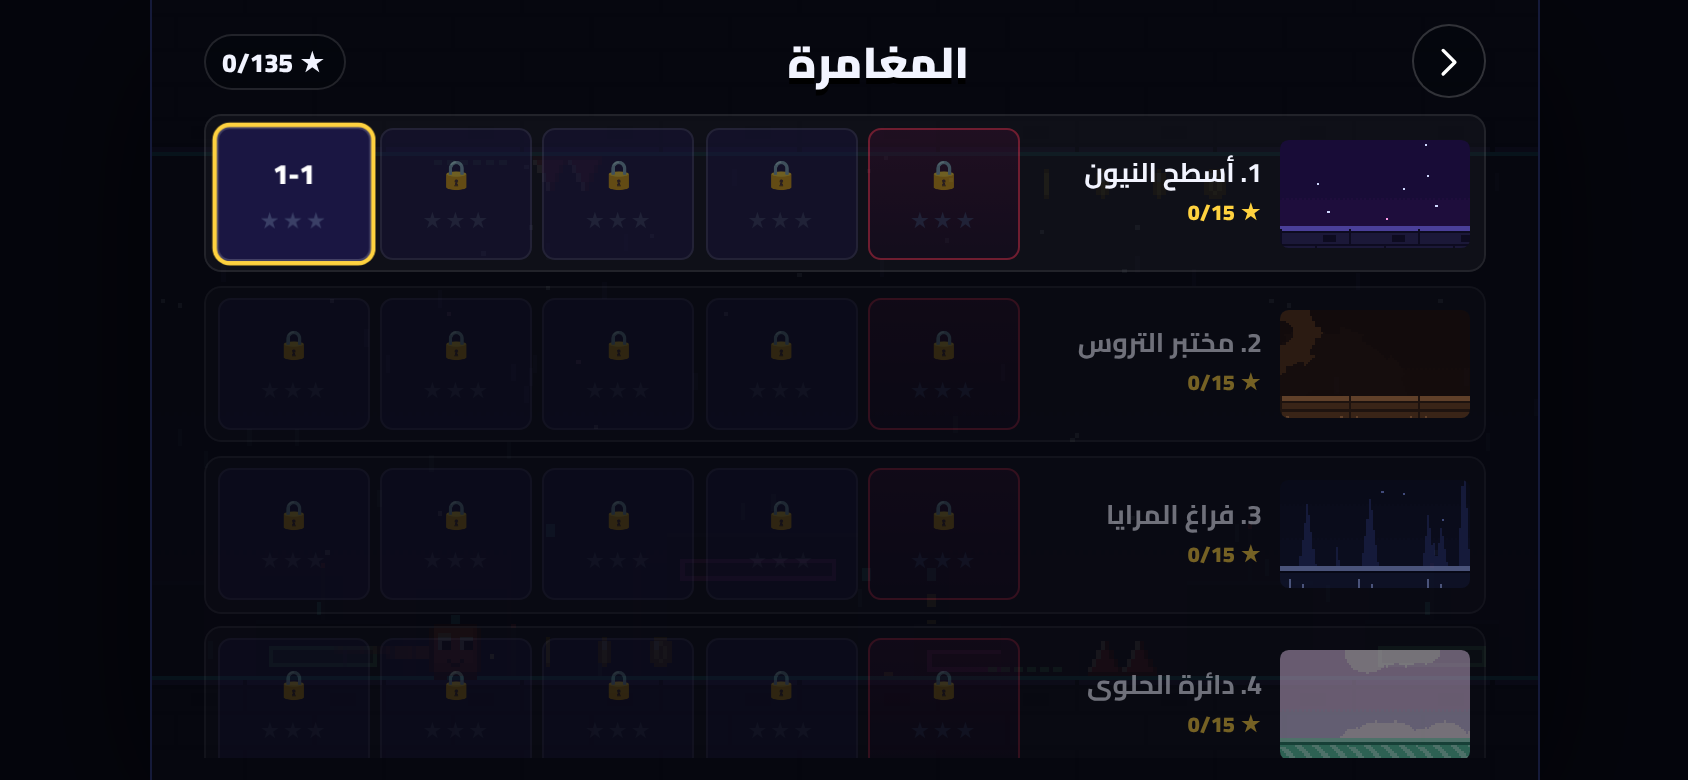 المغامرة
0/135 ★
1. أسطح النيون
0/15 ★
1-1
2. مختبر التروس
0/15 ★
3. فراغ المرايا
0/15 ★
4. دائرة الحلوى
0/15 ★